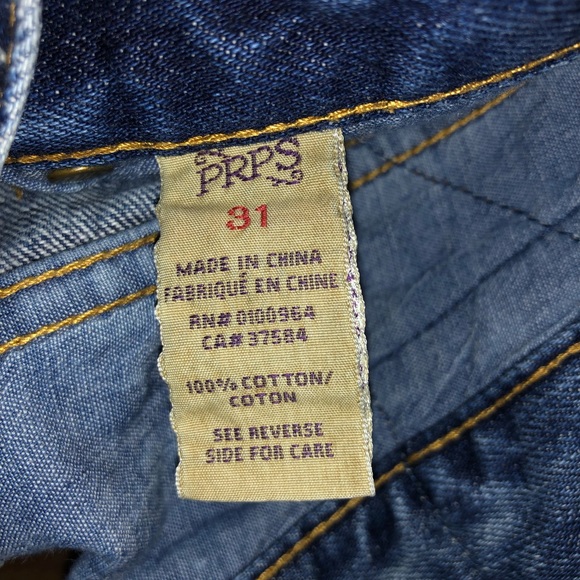 PRPS
31
MADE IN CHINA
FABRIQUÉ EN CHINE
RN# 0100964
CA# 37584
100% COTTON/
COTON
SEE REVERSE
SIDE FOR CARE